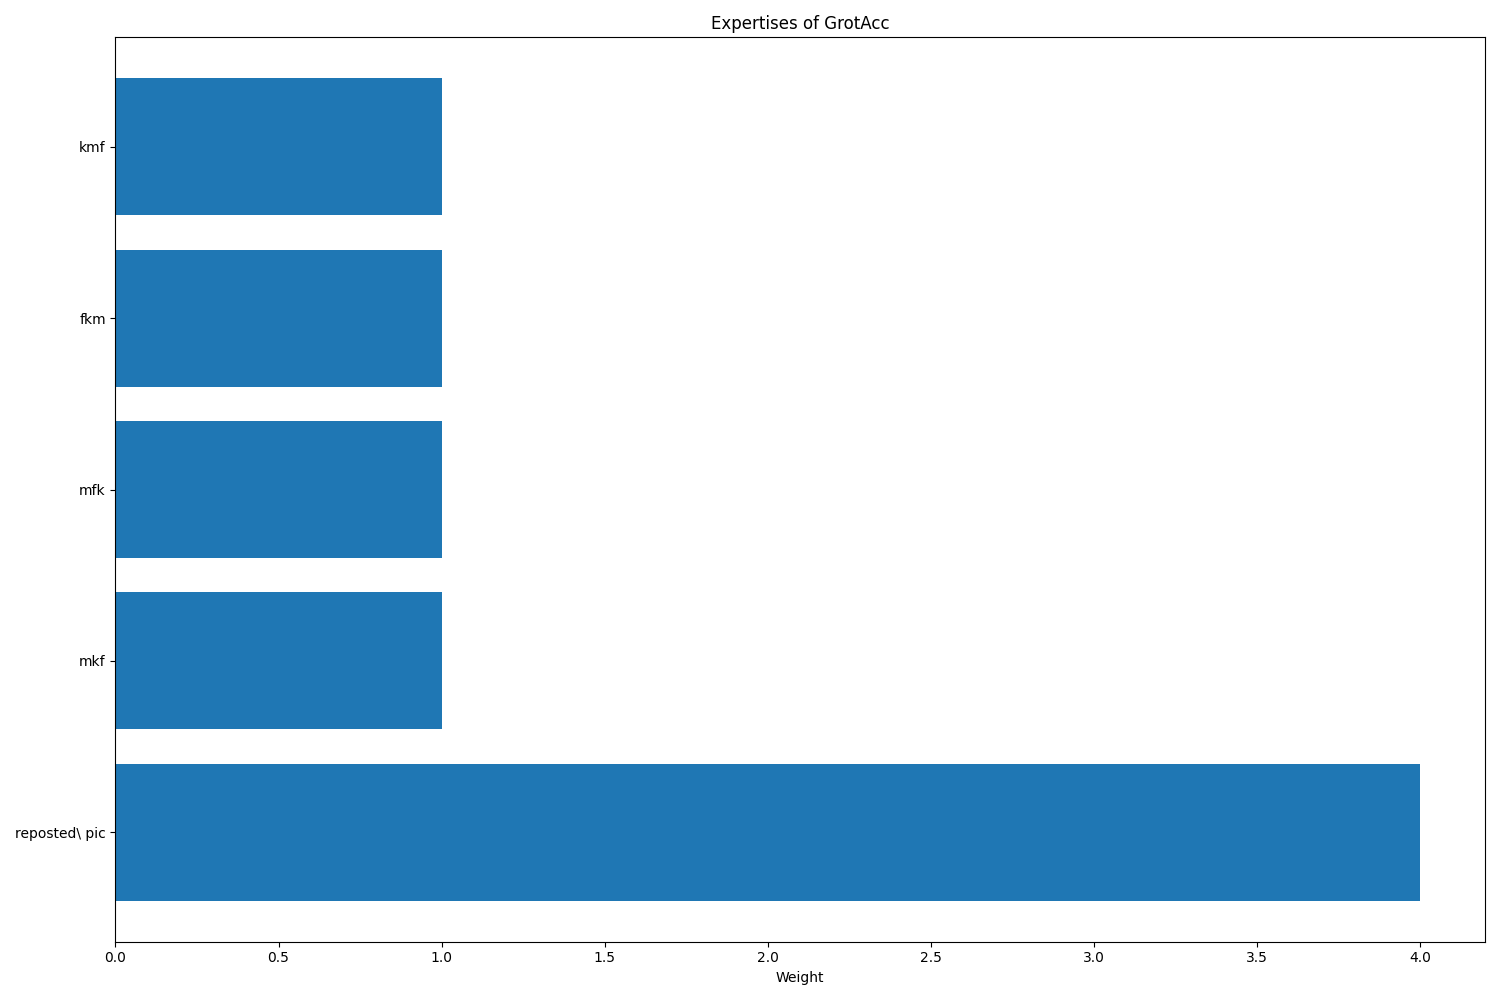 Expertises of GrotAcc
kmf
fkm
mfk
mkf
reposted\ pic
0.0 0.5 1.0 1.5 2.0 2.5 3.0 3.5 4.0
Weight